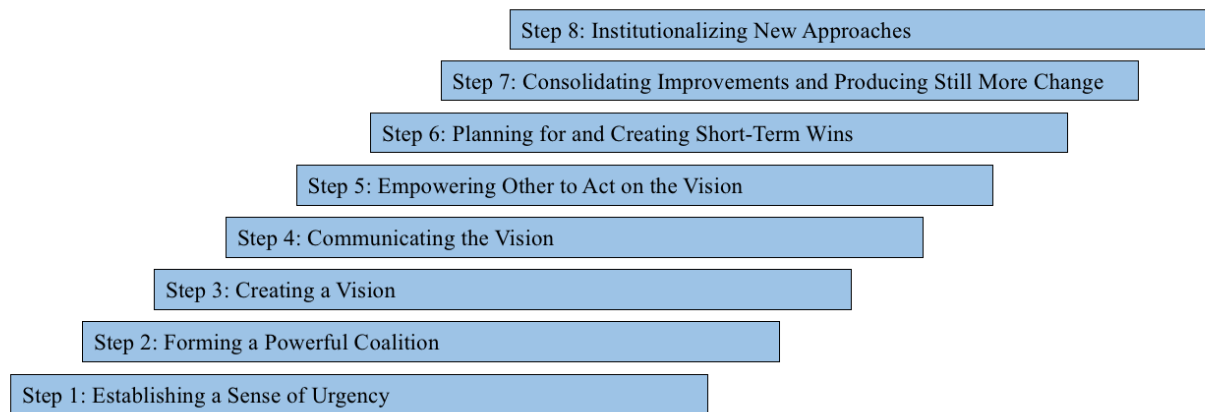 Step 8: Institutionalizing New Approaches
Step 7: Consolidating Improvements and Producing Still More Change
Step 6: Planning for and Creating Short-Term Wins
Step 5: Empowering Other to Act on the Vision
Step 4: Communicating the Vision
Step 3: Creating a Vision
Step 2: Forming a Powerful Coalition
Step 1: Establishing a Sense of Urgency